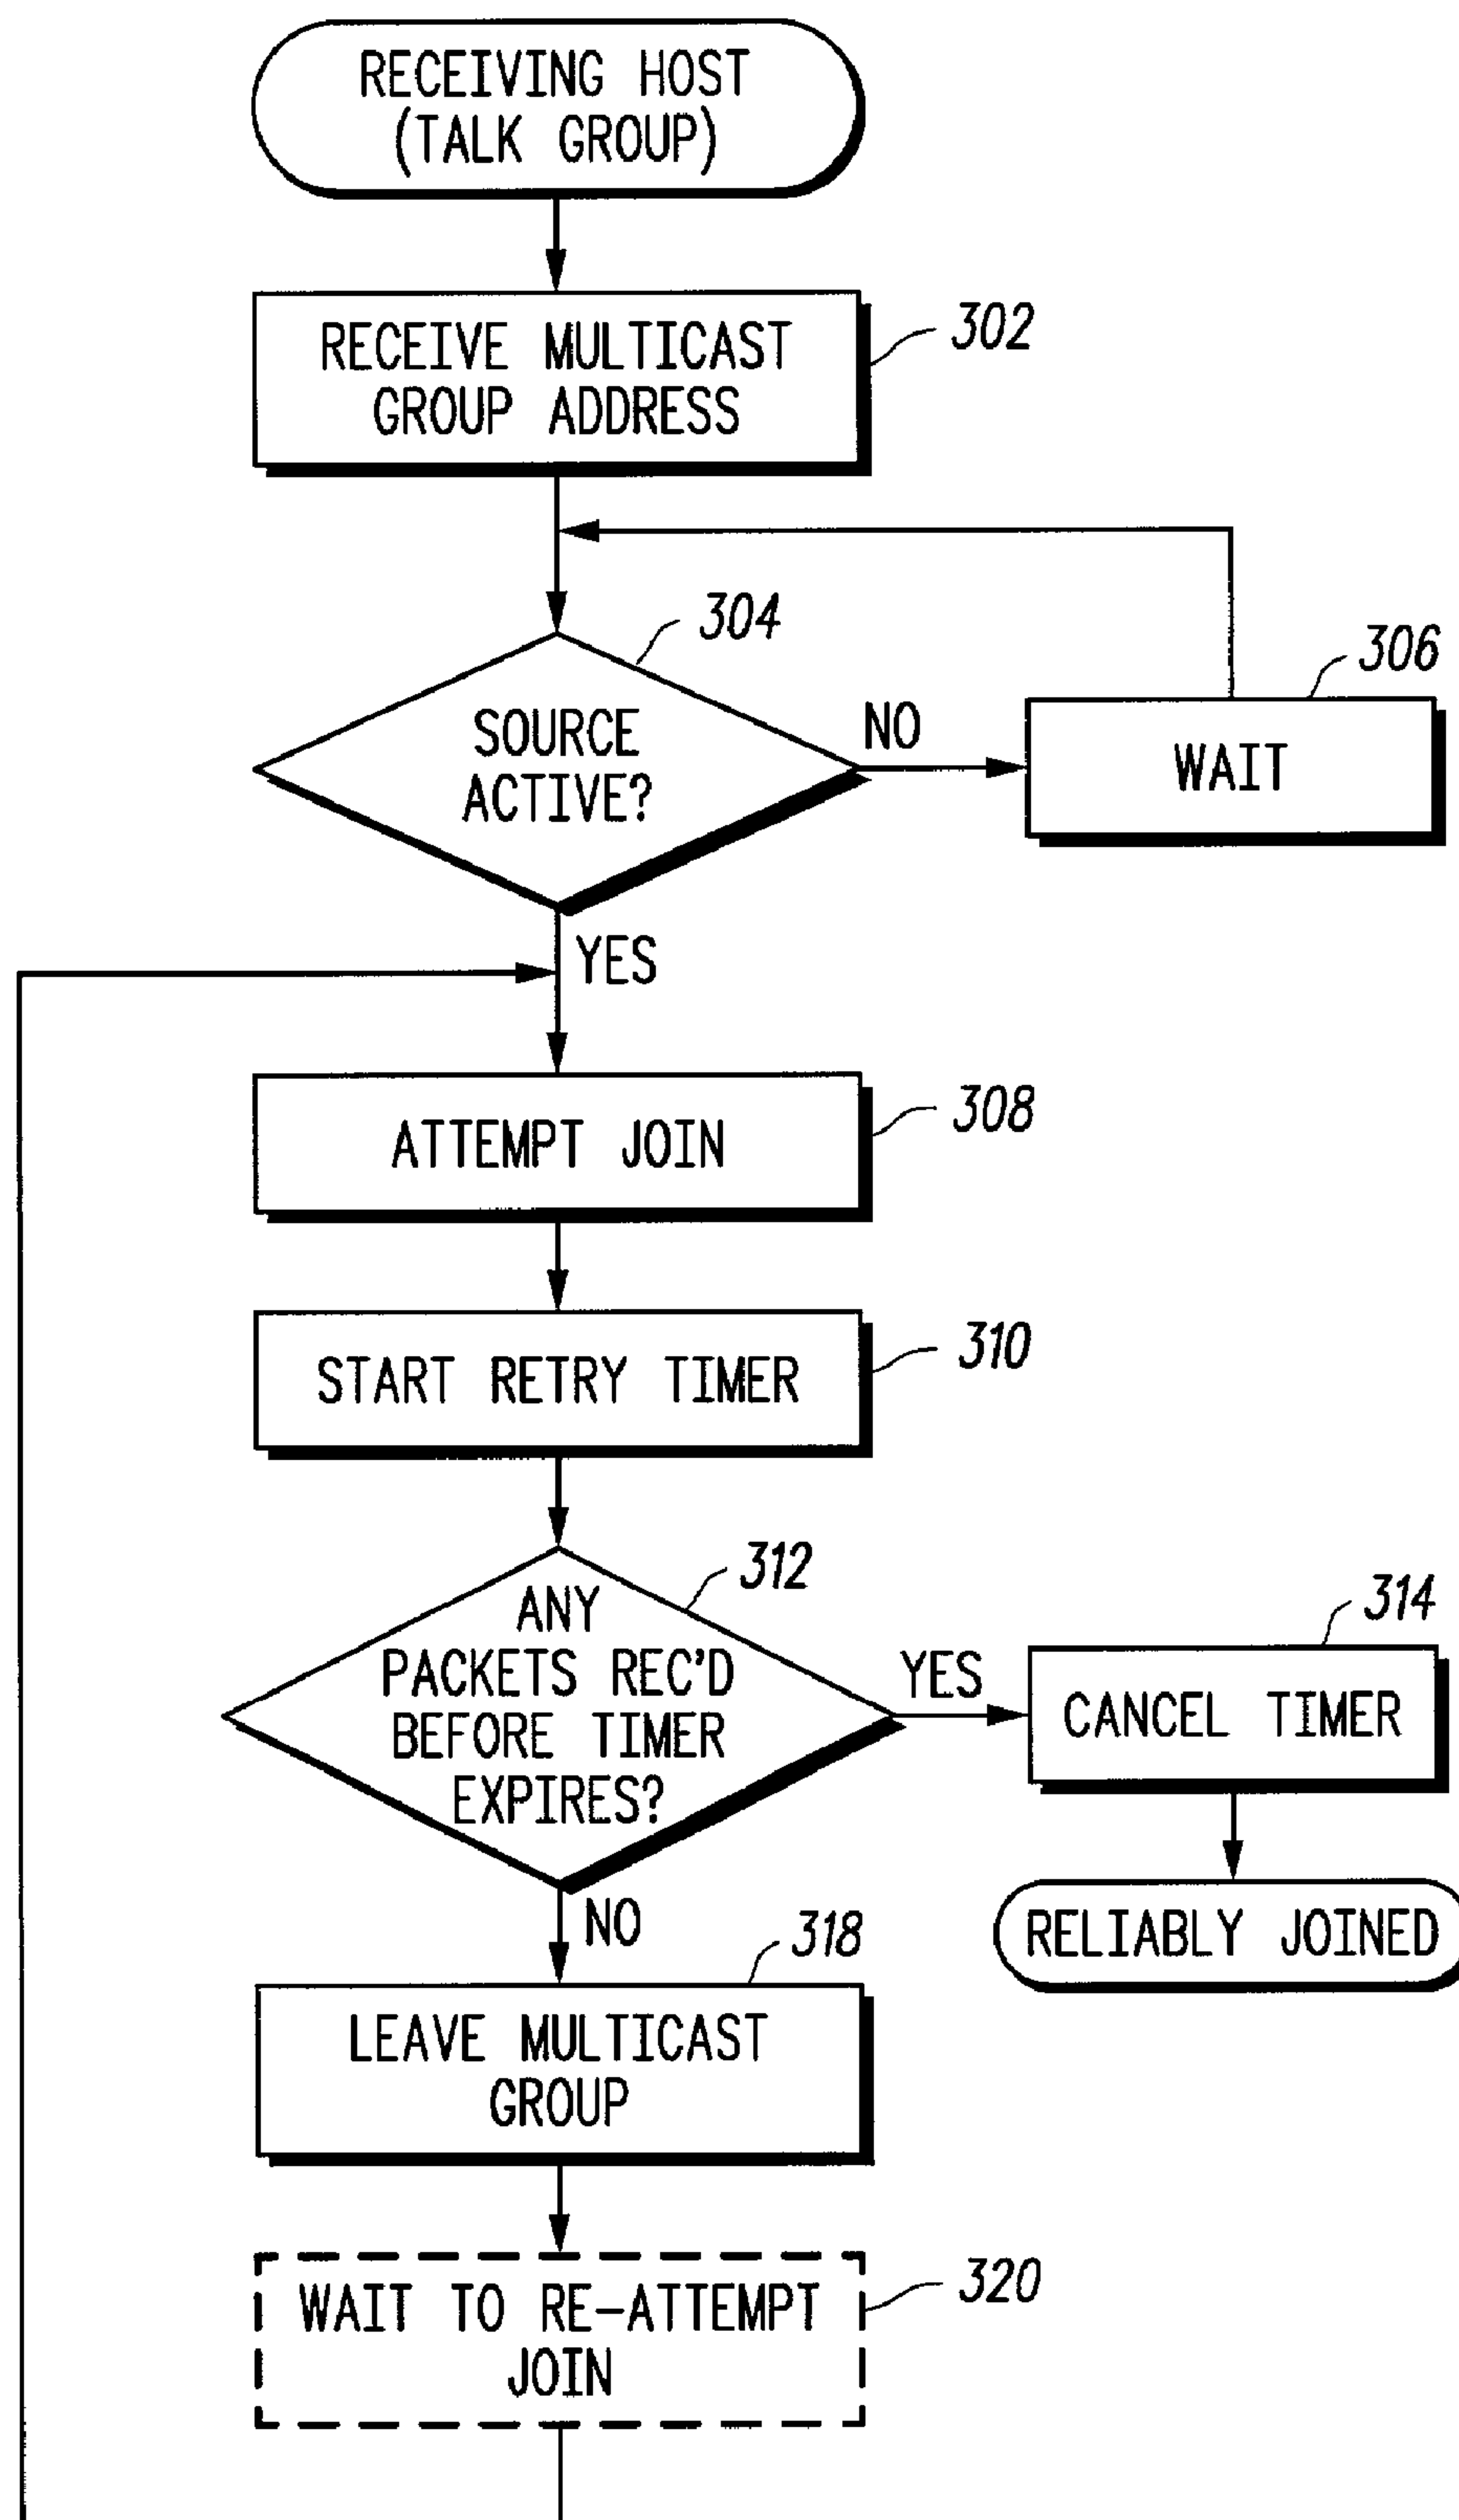 RECEIVING HOST
(TALK GROUP)
RECEIVE MULTICAST
GROUP ADDRESS
302
304
SOURCE
ACTIVE?
NO
306
WAIT
YES
ATTEMPT JOIN
308
START RETRY TIMER
310
312
ANY
PACKETS REC'D
BEFORE TIMER
EXPIRES?
YES
314
CANCEL TIMER
RELIABLY JOINED
NO
318
LEAVE MULTICAST
GROUP
WAIT TO RE-ATTEMPT
JOIN
320